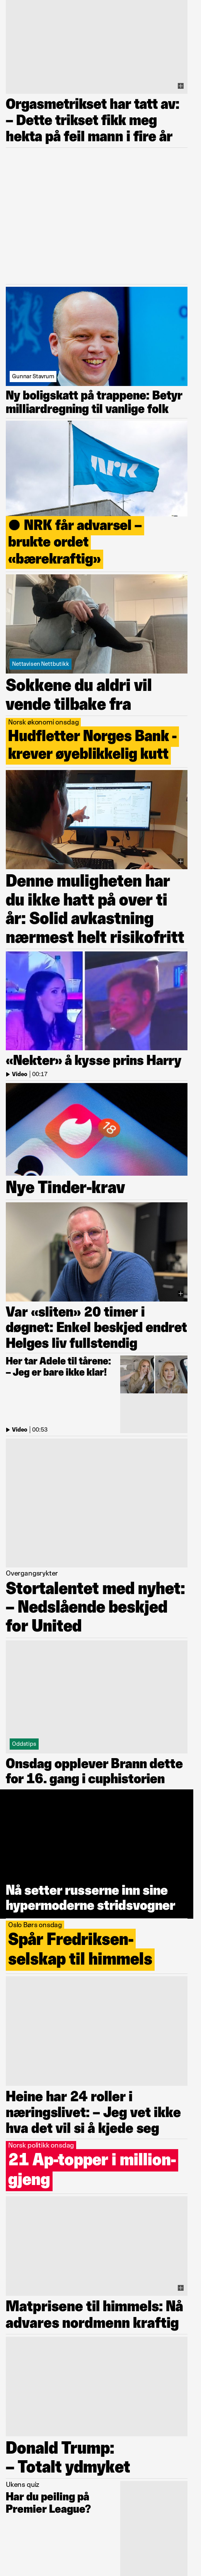 Orgasmetrikset har tatt av:
– Dette trikset fikk meg
hekta på feil mann i fire år
Gunnar Stavrum
Ny boligskatt på trappene: Betyr
milliardregning til vanlige folk
nrk
● NRK får advarsel –
brukte ordet
«bærekraftig»
Nettavisen Nettbutikk
Sokkene du aldri vil
vende tilbake fra
Norsk økonomi onsdag
Hudfletter Norges Bank -
krever øyeblikkelig kutt
Denne muligheten har
du ikke hatt på over ti
år: Solid avkastning
nærmest helt risikofritt
«Nekter» å kysse prins Harry
Video | 00:17
18
Nye Tinder-krav
Var «sliten» 20 timer i
døgnet: Enkel beskjed endret
Helges liv fullstendig
Her tar Adele til tårene:
– Jeg er bare ikke klar!
Video | 00:53
Overgangsrykter
Stortalentet med nyhet:
– Nedslående beskjed
for United
Oddstips
Onsdag opplever Brann dette
for 16. gang i cuphistorien
Nå setter russerne inn sine
hypermoderne stridsvogner
Oslo Børs onsdag
Spår Fredriksen-
selskap til himmels
Heine har 24 roller i
næringslivet: – Jeg vet ikke
hva det vil si å kjede seg
Norsk politikk onsdag
21 Ap-topper i million-
gjeng
Matprisene til himmels: Nå
advares nordmenn kraftig
Donald Trump:
– Totalt ydmyket
Ukens quiz
Har du peiling på
Premier League?